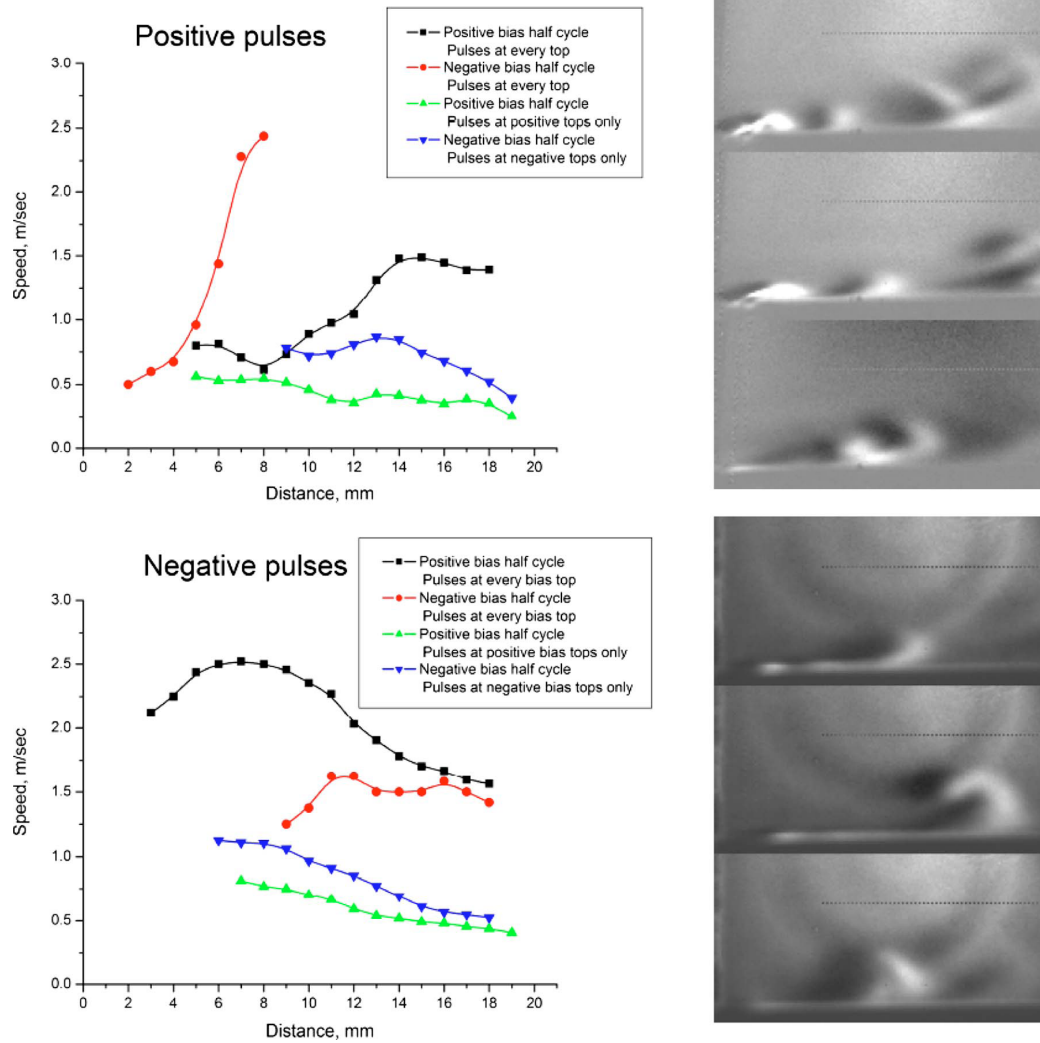 Positive pulses
Positive bias half cycle
Pulses at every top
Negative bias half cycle
Pulses at every top
Positive bias half cycle
Pulses at positive tops only
Negative bias half cycle
Pulses at negative tops only
3.0
2.5
2.0
1.5
1.0
0.5
0.0
Speed, m/sec
0 2 4 6 8 10 12 14 16 18 20
Distance, mm
Negative pulses
Positive bias half cycle
Pulses at every bias top
Negative bias half cycle
Pulses at every bias top
Positive bias half cycle
Pulses at positive bias tops only
Negative bias half cycle
Pulses at negative bias tops only
3.0
2.5
2.0
1.5
1.0
0.5
0.0
Speed, m/sec
0 2 4 6 8 10 12 14 16 18 20
Distance, mm